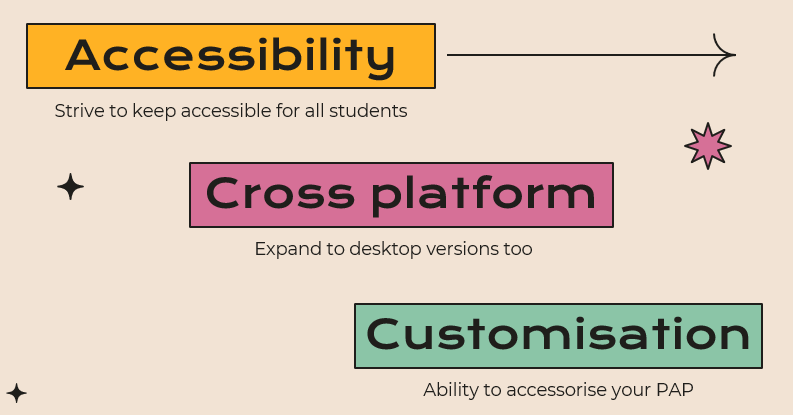 Accessibility
Strive to keep accessible for all students
Cross platform
Expand to desktop versions too
Customisation
Ability to accessorise your PAP